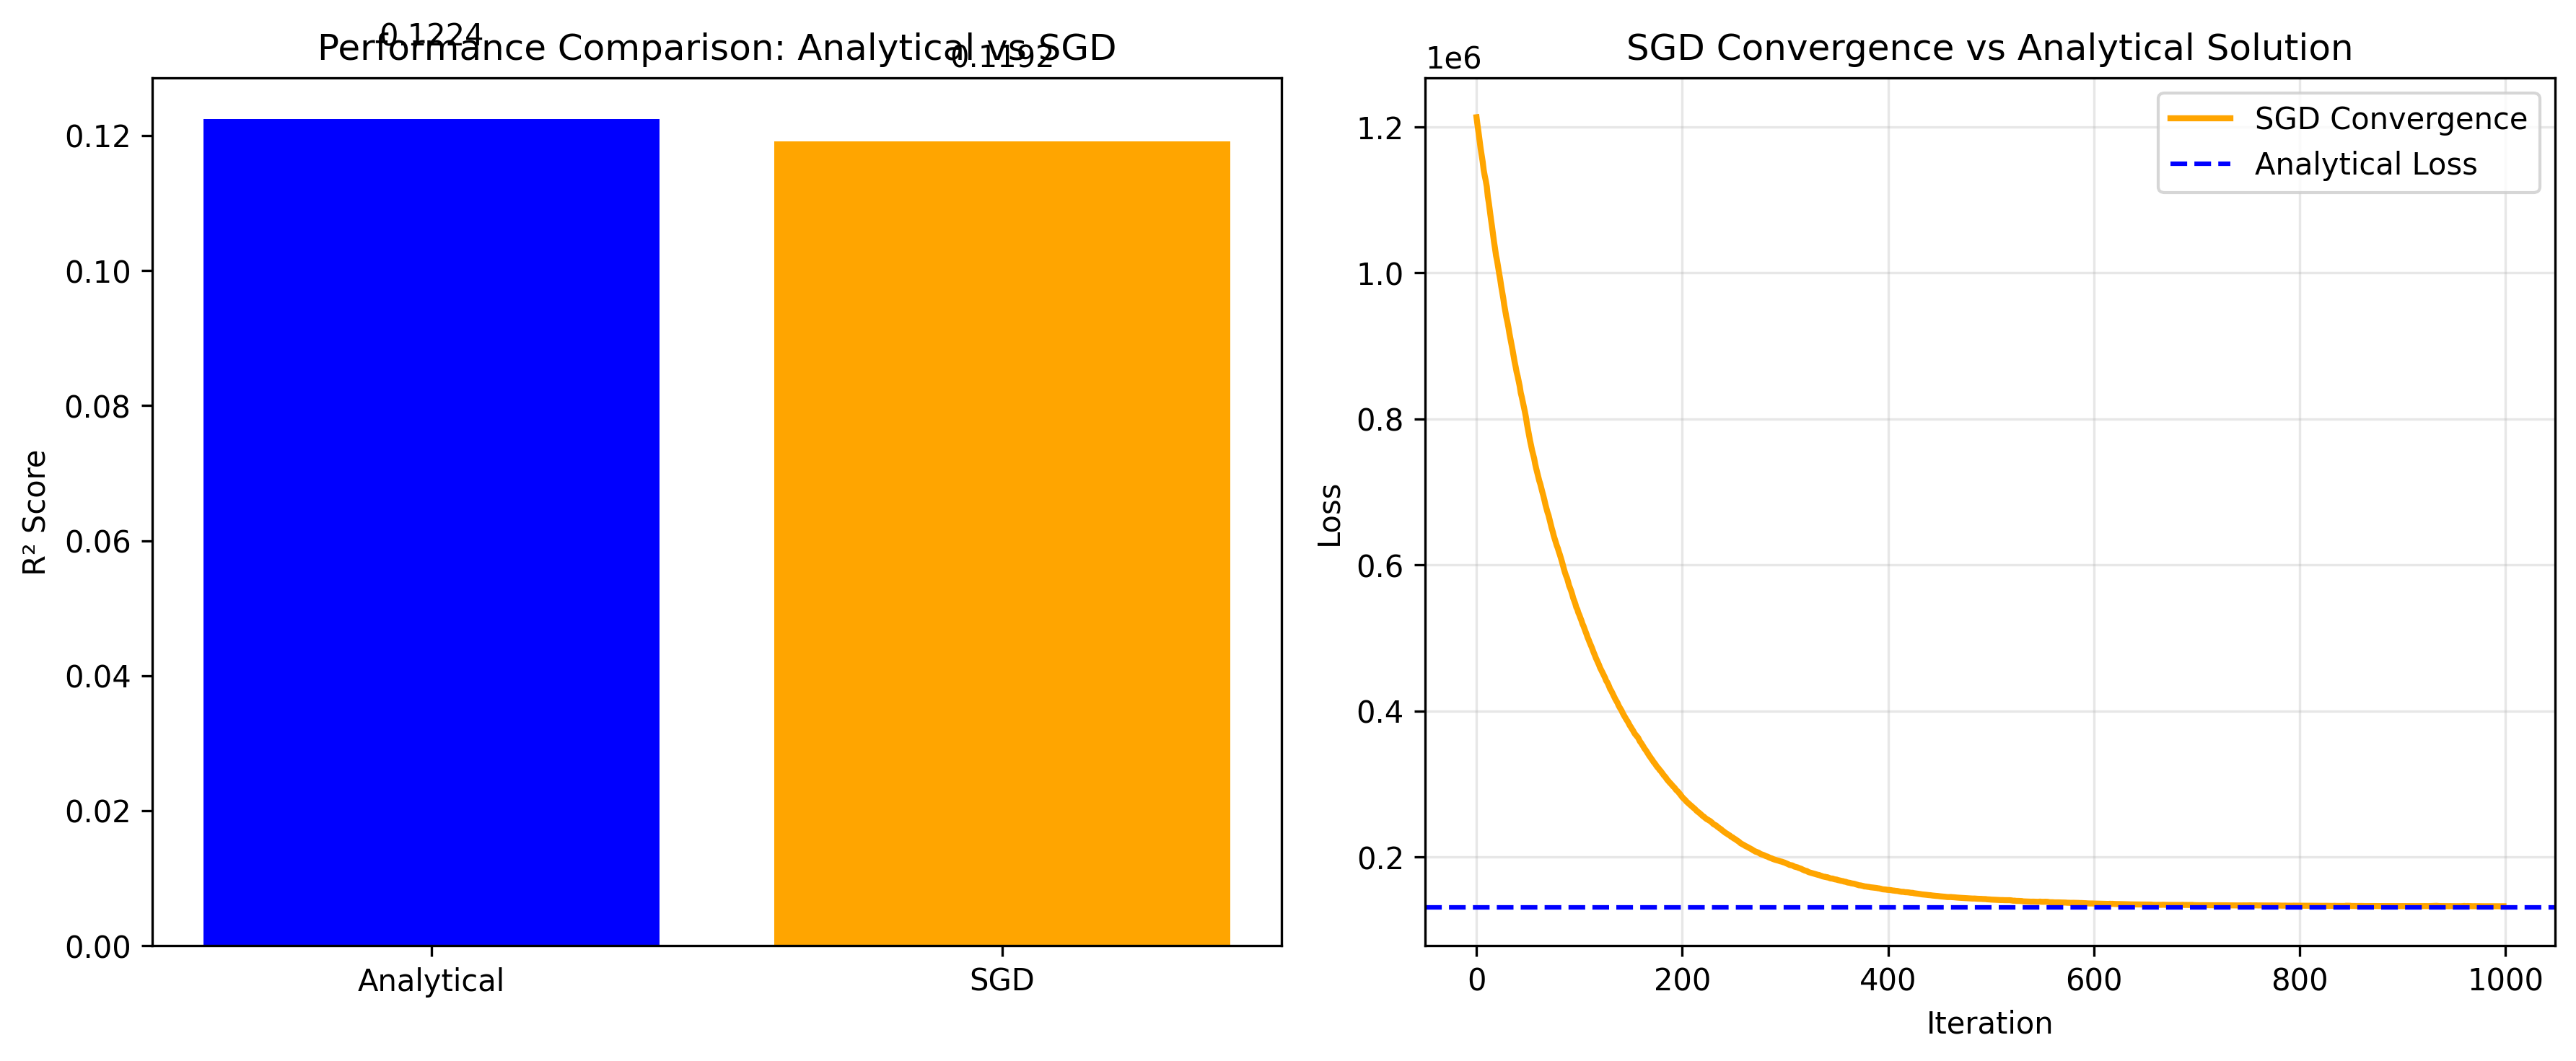 0.1224
Performance Comparison: Analytical vs SGD
0.1192
R² Score
0.12
0.10
0.08
0.06
0.04
0.02
0.00
Analytical
SGD
SGD Convergence vs Analytical Solution
1e6
SGD Convergence
Analytical Loss
Loss
1.2
1.0
0.8
0.6
0.4
0.2
0
200
400
600
800
1000
Iteration